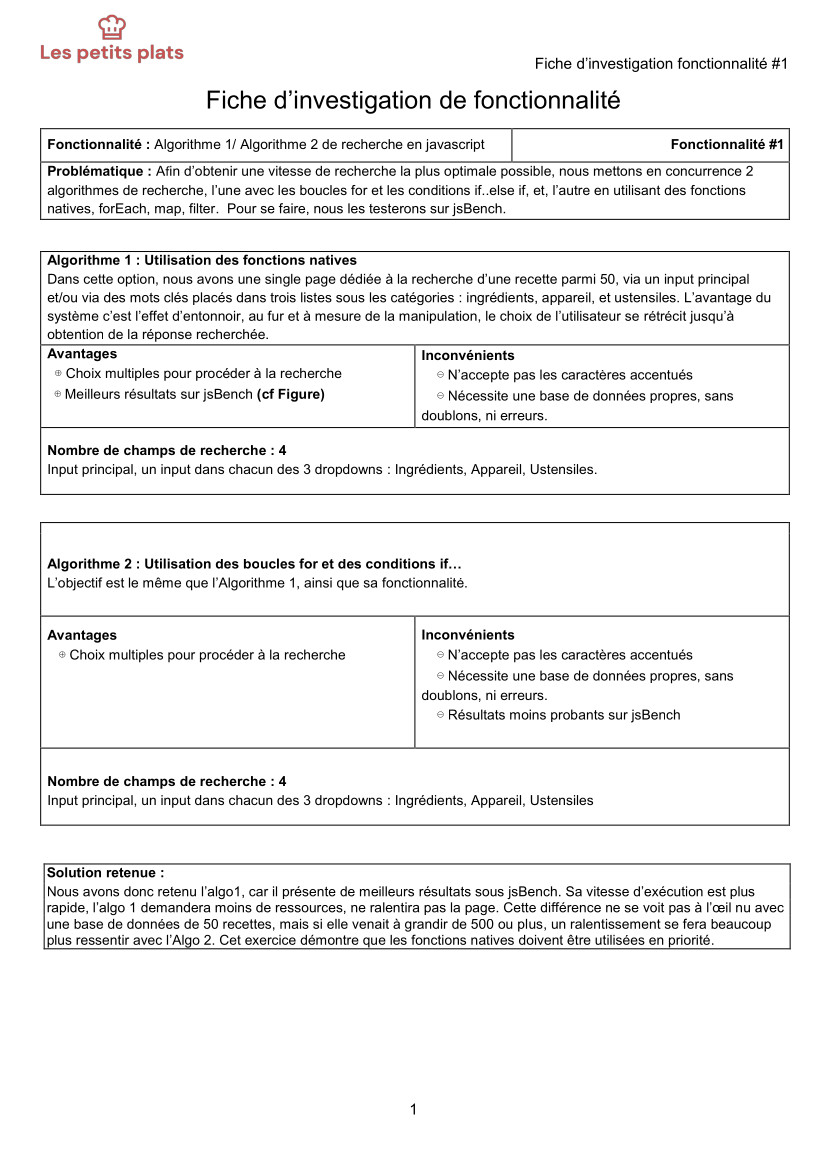 Les petits plats
Fiche d’investigation fonctionnalité #1
Fiche d’investigation de fonctionnalité
Fonctionnalité : Algorithme 1/ Algorithme 2 de recherche en javascript
Fonctionnalité #1
Problématique : Afin d’obtenir une vitesse de recherche la plus optimale possible, nous mettons en concurrence 2
algorithmes de recherche, l’une avec les boucles for et les conditions if..else if, et, l’autre en utilisant des fonctions
natives, forEach, map, filter.  Pour se faire, nous les testerons sur jsBench.
Algorithme 1 : Utilisation des fonctions natives
Dans cette option, nous avons une single page dédiée à la recherche d’une recette parmi 50, via un input principal
et/ou via des mots clés placés dans trois listes sous les catégories : ingrédients, appareil, et ustensiles. L’avantage du
système c’est l’effet d’entonnoir, au fur et à mesure de la manipulation, le choix de l’utilisateur se rétrécit jusqu’à
obtention de la réponse recherchée.
Avantages
⊕ Choix multiples pour procéder à la recherche
⊕ Meilleurs résultats sur jsBench (cf Figure)
Inconvénients
⊖ N’accepte pas les caractères accentués
⊖ Nécessite une base de données propres, sans
doublons, ni erreurs.
Nombre de champs de recherche : 4
Input principal, un input dans chacun des 3 dropdowns : Ingrédients, Appareil, Ustensiles.
Algorithme 2 : Utilisation des boucles for et des conditions if…
L’objectif est le même que l’Algorithme 1, ainsi que sa fonctionnalité.
Avantages
⊕ Choix multiples pour procéder à la recherche
Inconvénients
⊖ N’accepte pas les caractères accentués
⊖ Nécessite une base de données propres, sans
doublons, ni erreurs.
⊖ Résultats moins probants sur jsBench
Nombre de champs de recherche : 4
Input principal, un input dans chacun des 3 dropdowns : Ingrédients, Appareil, Ustensiles
Solution retenue :
Nous avons donc retenu l’algo1, car il présente de meilleurs résultats sous jsBench. Sa vitesse d’exécution est plus
rapide, l’algo 1 demandera moins de ressources, ne ralentira pas la page. Cette différence ne se voit pas à l’œil nu avec
une base de données de 50 recettes, mais si elle venait à grandir de 500 ou plus, un ralentissement se fera beaucoup
plus ressentir avec l’Algo 2. Cet exercice démontre que les fonctions natives doivent être utilisées en priorité.
1